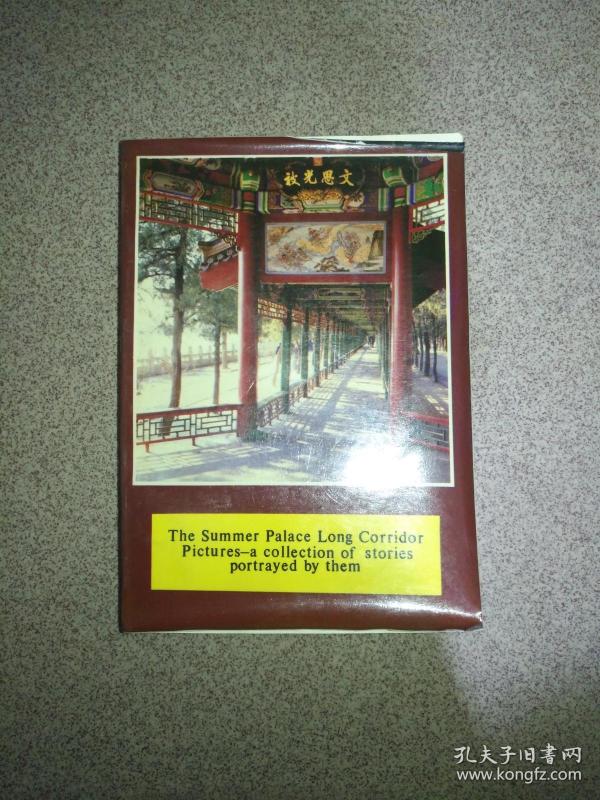 文思光被
The Summer Palace Long Corridor
Pictures—a collection of stories
portrayed by them
孔夫子旧书网
www.kongfz.com